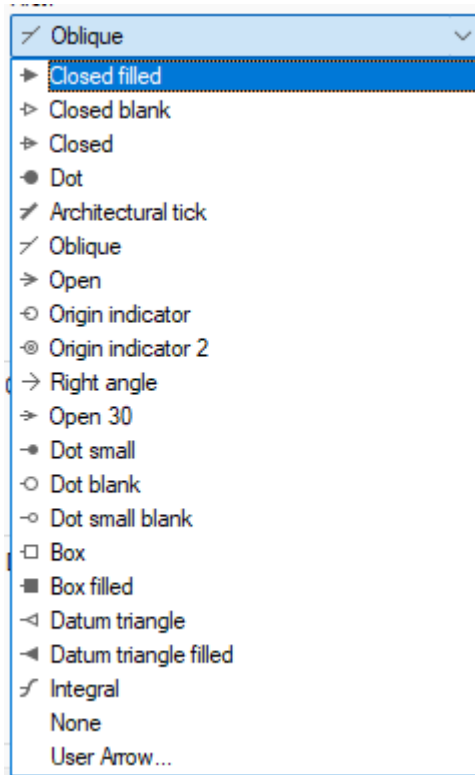 Oblique
Closed filled
Closed blank
Closed
Dot
Architectural tick
Oblique
Open
Origin indicator
Origin indicator 2
Right angle
Open 30
Dot small
Dot blank
Dot small blank
Box
Box filled
Datum triangle
Datum triangle filled
Integral
None
User Arrow...